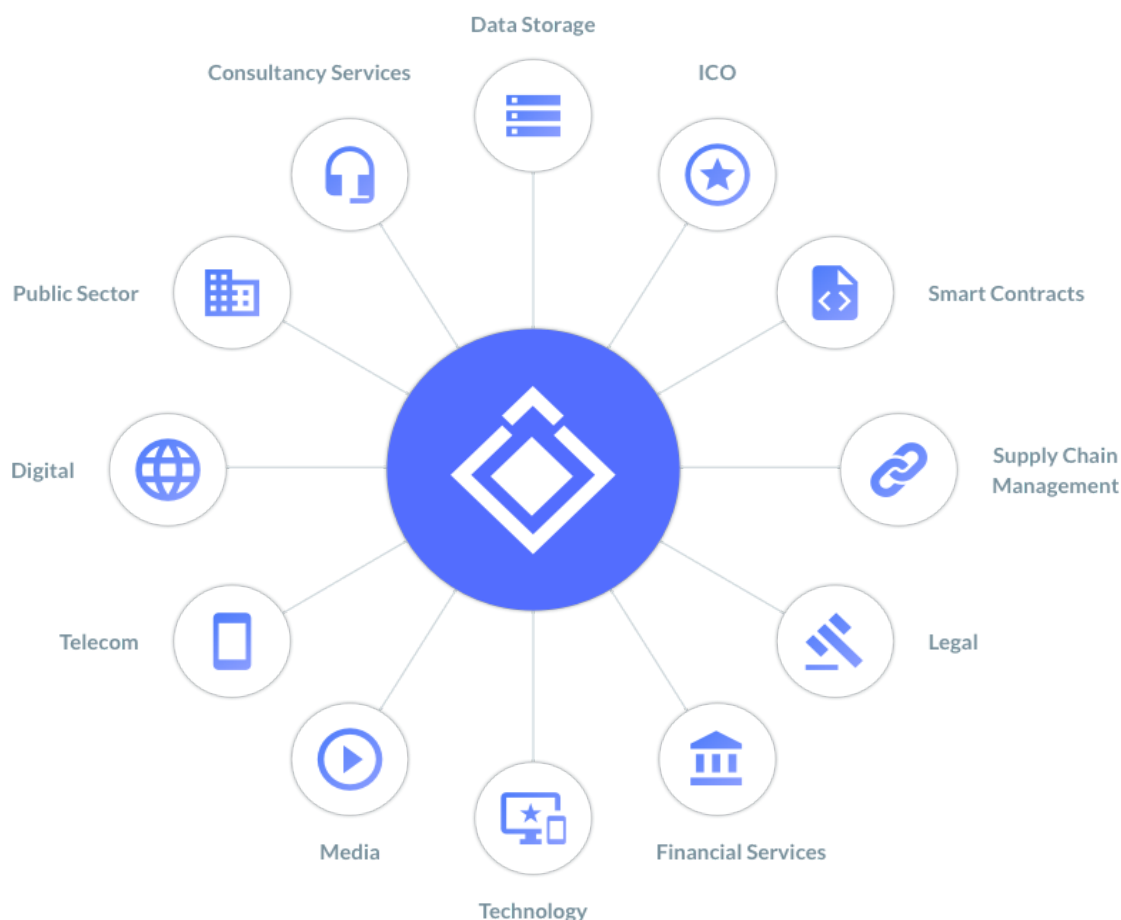 Data Storage
Consultancy Services
ICO
Public Sector
Smart Contracts
Digital
Supply Chain
Management
Telecom
Legal
Media
Financial Services
Technology